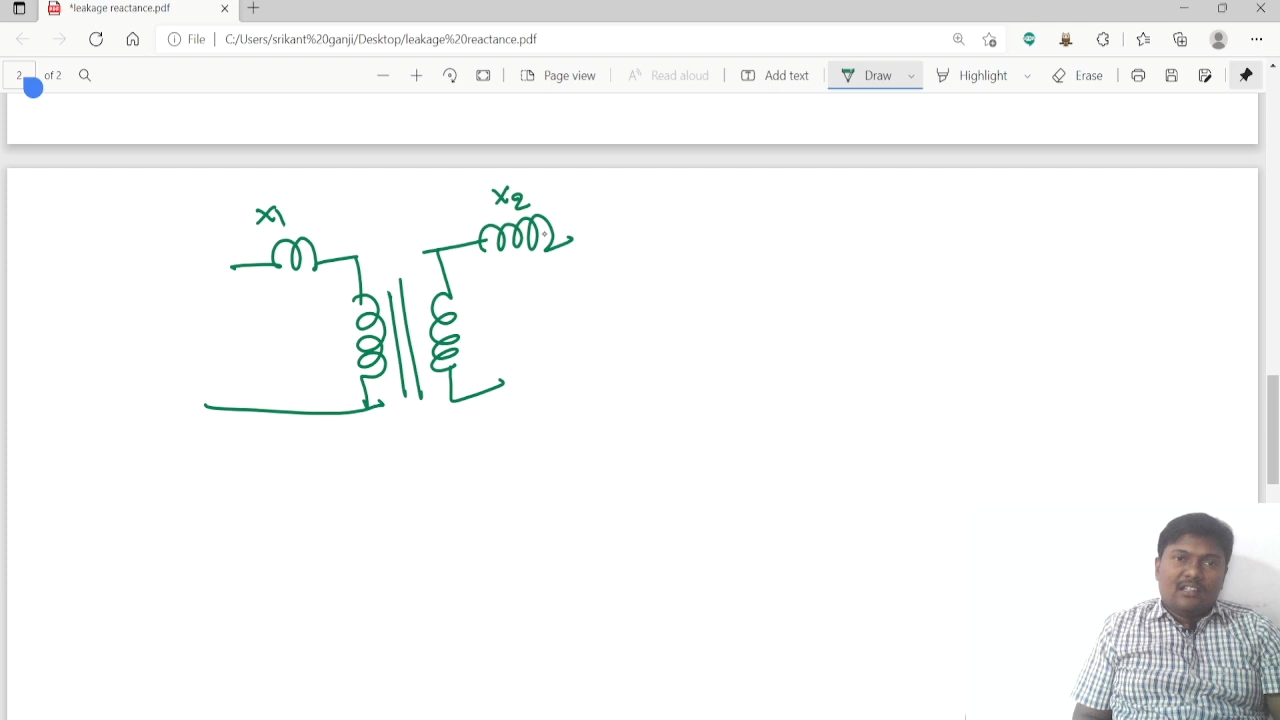 *leakage reactance.pdf
File
C:/Users/srikant%20ganji/Desktop/leakage%20reactance.pdf
2 of 2
Page view
Read aloud
Add text
Draw
Highlight
Erase
X1
X2